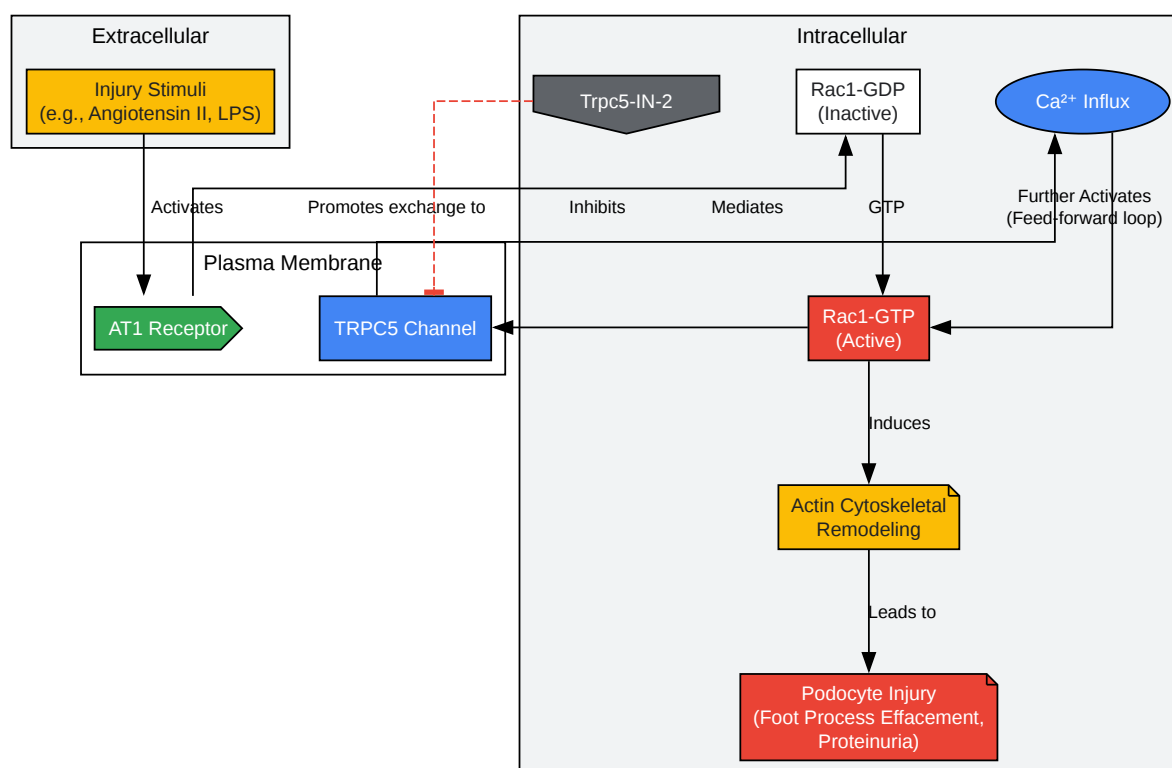 Extracellular
Intracellular
Injury Stimuli
(e.g., Angiotensin II, LPS)
Trpc5-IN-2
Rac1-GDP
(Inactive)
Ca²⁺ Influx
Activates
Promotes exchange to
Inhibits
Mediates
GTP
Further Activates
(Feed-forward loop)
Plasma Membrane
AT1 Receptor
TRPC5 Channel
Rac1-GTP
(Active)
Induces
Actin Cytoskeletal
Remodeling
Leads to
Podocyte Injury
(Foot Process Effacement,
Proteinuria)